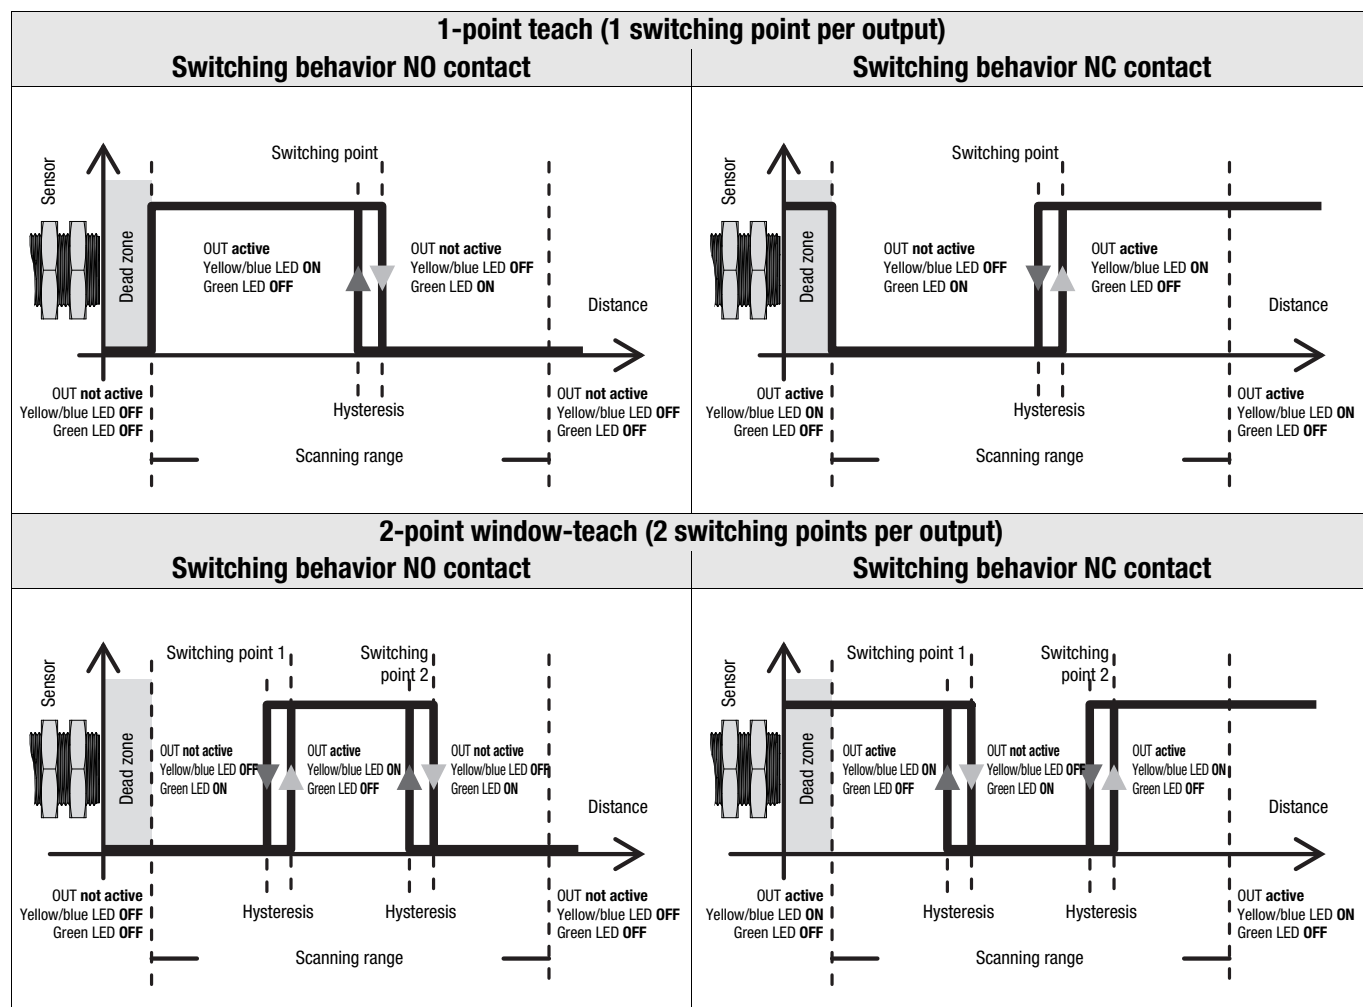 1-point teach (1 switching point per output)
Switching behavior NO contact
Switching behavior NC contact
Sensor
Switching point
Dead zone
OUT active
Yellow/blue LED ON
Green LED OFF
OUT not active
Yellow/blue LED OFF
Green LED ON
Distance
OUT not active
Yellow/blue LED OFF
Green LED OFF
Hysteresis
OUT not active
Yellow/blue LED OFF
Green LED OFF
Scanning range
Sensor
Switching point
Dead zone
OUT not active
Yellow/blue LED OFF
Green LED ON
OUT active
Yellow/blue LED ON
Green LED OFF
Distance
OUT active
Yellow/blue LED ON
Green LED OFF
Hysteresis
OUT active
Yellow/blue LED ON
Green LED OFF
Scanning range
2-point window-teach (2 switching points per output)
Switching behavior NO contact
Switching behavior NC contact
Sensor
Switching point 1
Switching
point 2
Dead zone
OUT not active
Yellow/blue LED OFF
Green LED ON
OUT active
Yellow/blue LED ON
Green LED OFF
OUT not active
Yellow/blue LED OFF
Green LED ON
Distance
OUT not active
Yellow/blue LED OFF
Green LED OFF
Hysteresis
Hysteresis
OUT not active
Yellow/blue LED OFF
Green LED OFF
Scanning range
Sensor
Switching point 1
Switching
point 2
Dead zone
OUT active
Yellow/blue LED ON
Green LED OFF
OUT not active
Yellow/blue LED OFF
Green LED ON
OUT active
Yellow/blue LED ON
Green LED OFF
Distance
OUT active
Yellow/blue LED ON
Green LED OFF
Hysteresis
Hysteresis
OUT active
Yellow/blue LED ON
Green LED OFF
Scanning range